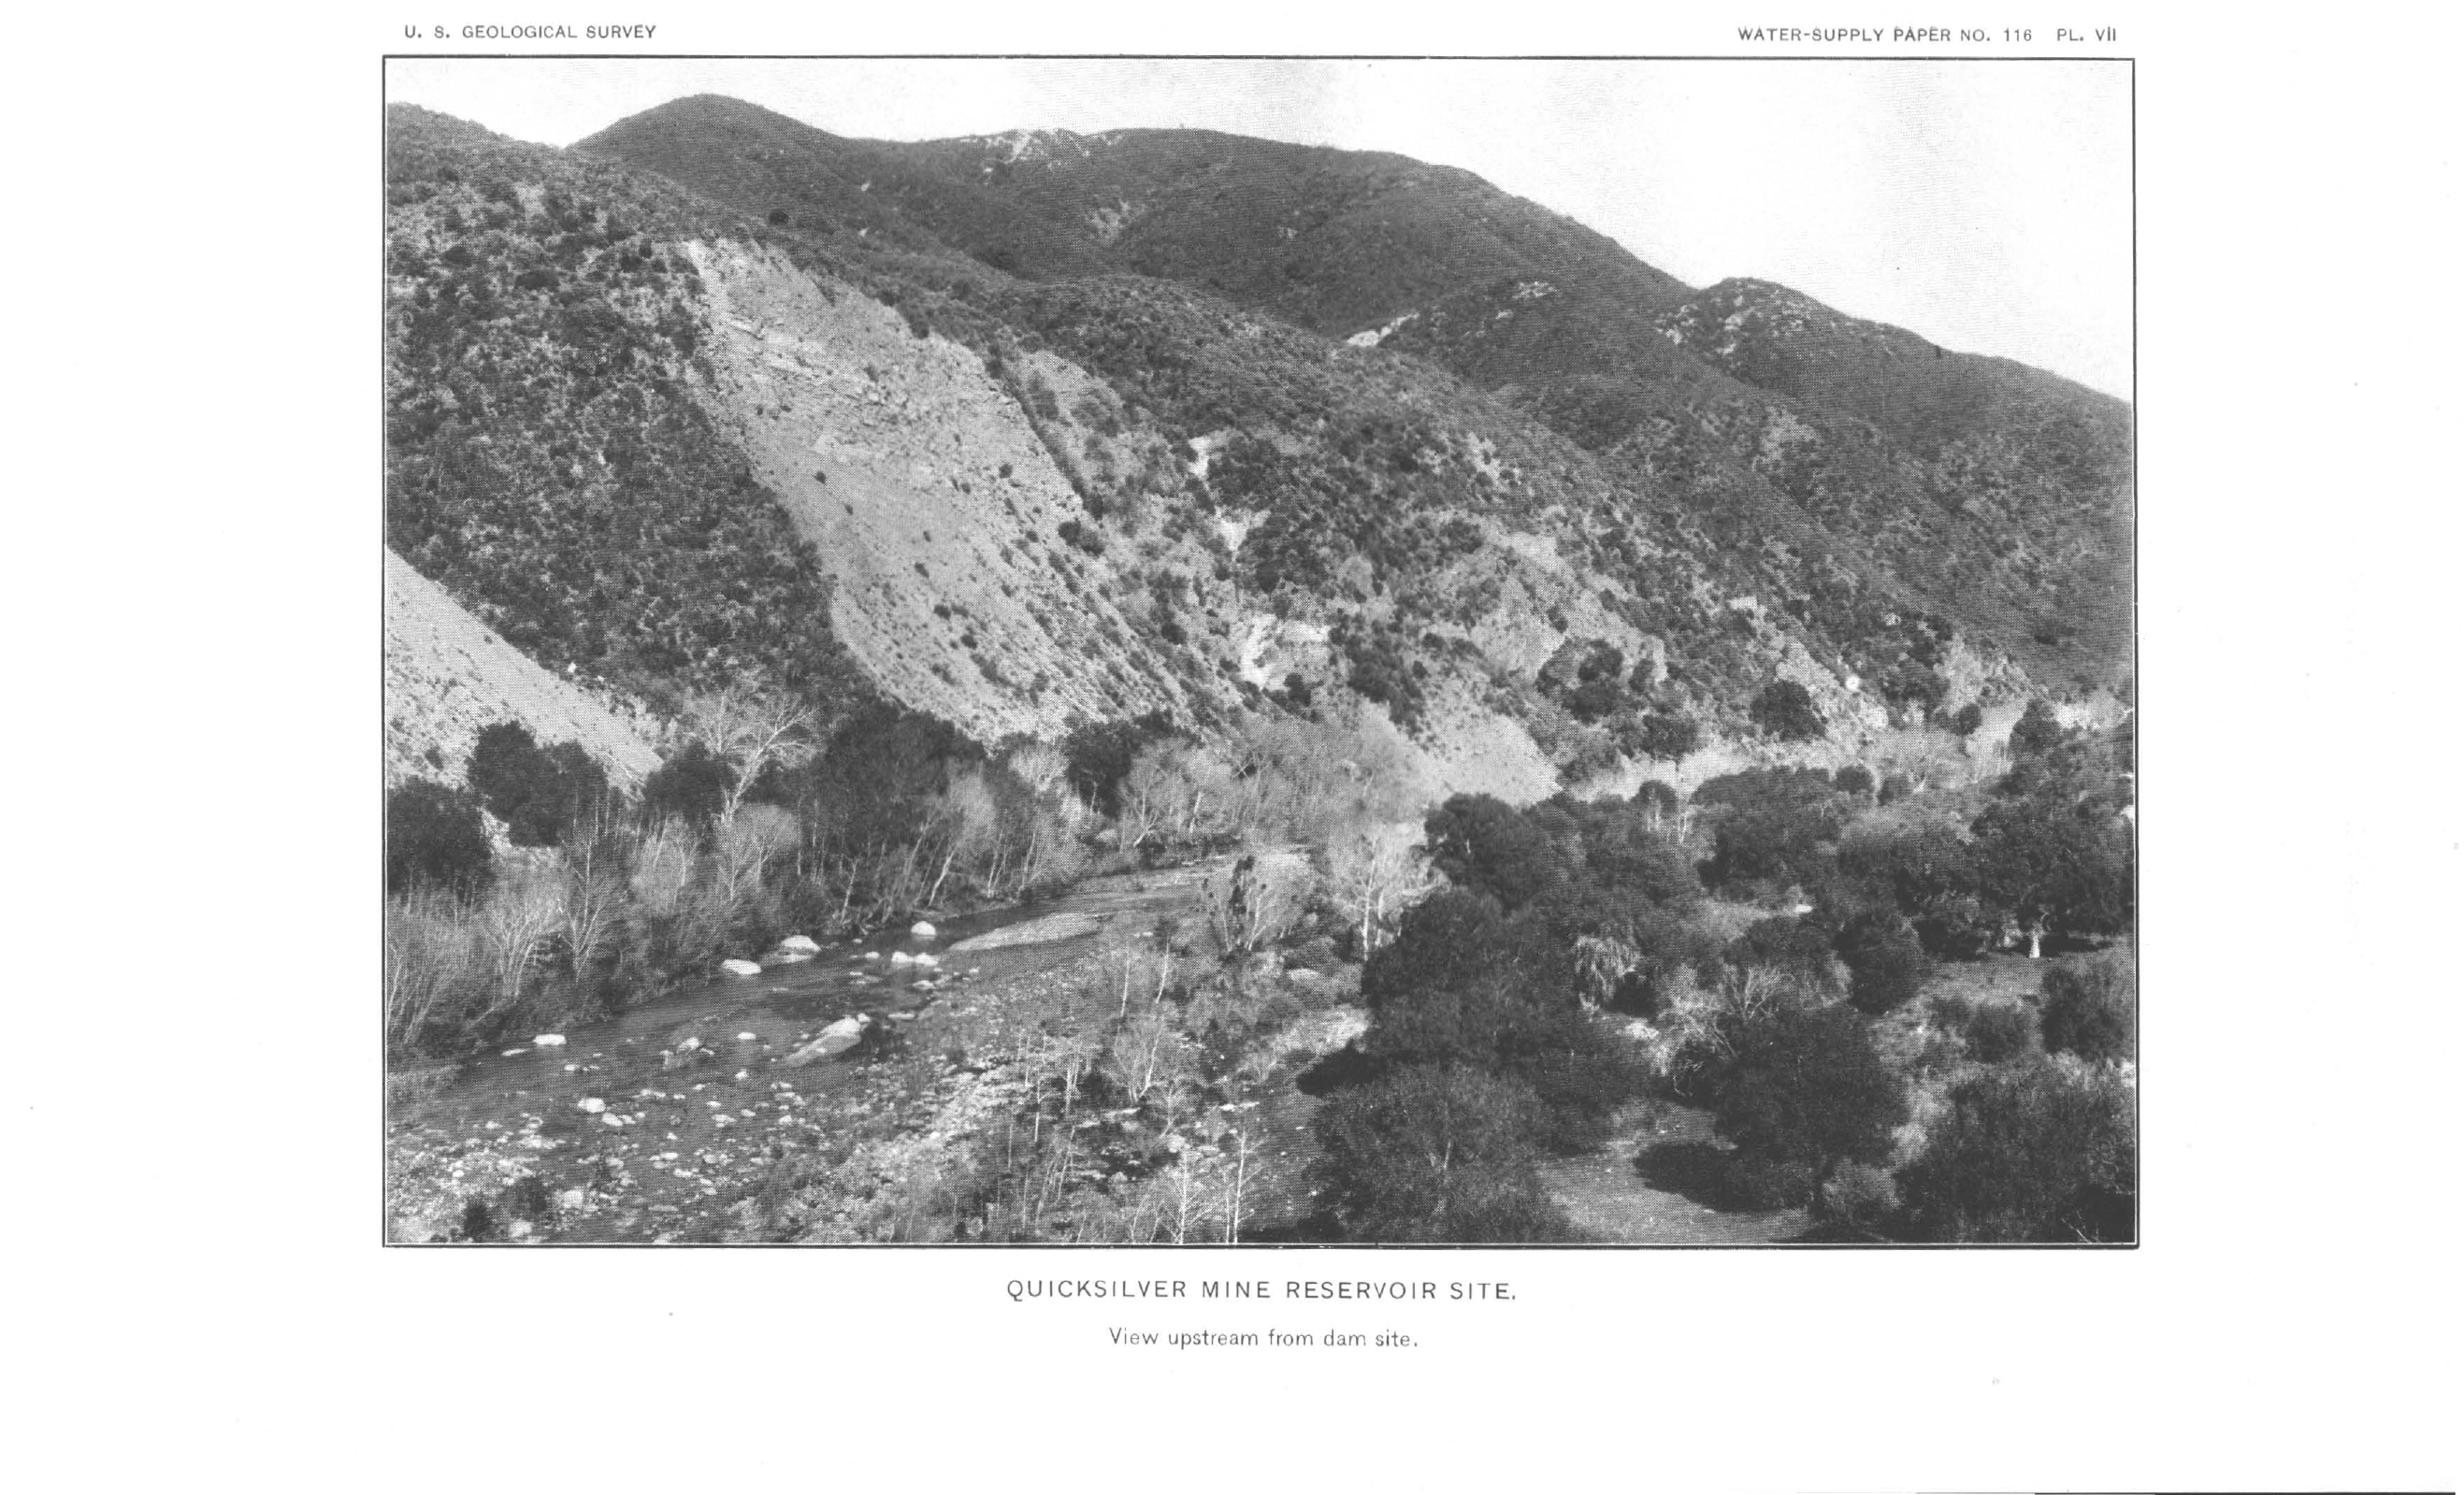 U. S. GEOLOGICAL SURVEY
WATER-SUPPLY PAPER NO. 116 PL. VII
QUICKSILVER MINE RESERVOIR SITE.
View upstream from dam site.